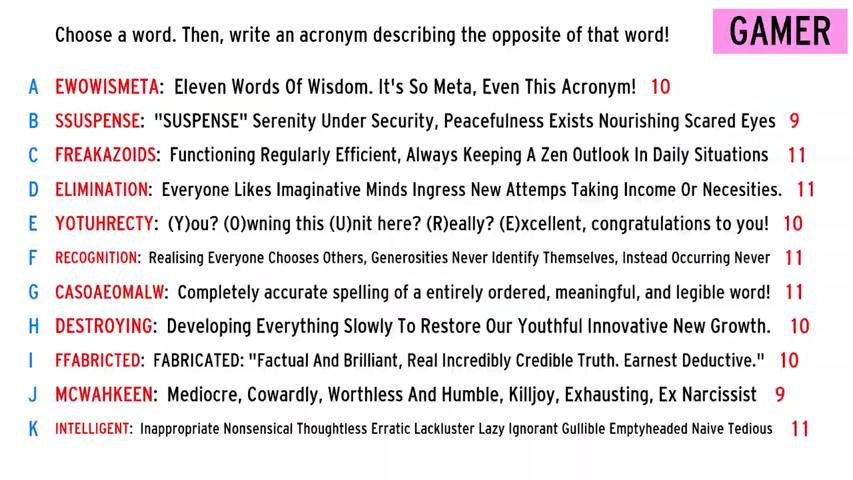 Choose a word. Then, write an acronym describing the opposite of that word!
GAMER
A EWOWISMETA: Eleven Words Of Wisdom. It's So Meta, Even This Acronym! 10
B SSUSPENSE: "SUSPENSE" Serenity Under Security, Peacefulness Exists Nourishing Scared Eyes 9
C FREAKAZOIDS: Functioning Regularly Efficient, Always Keeping A Zen Outlook In Daily Situations 11
D ELIMINATION: Everyone Likes Imaginative Minds Ingress New Attemps Taking Income Or Necesities. 11
E YOTUHRECTY: (Y)ou? (O)wning this (U)nit here? (R)eally? (E)xcellent, congratulations to you! 10
F RECOGNITION: Realising Everyone Chooses Others, Generosities Never Identify Themselves, Instead Occurring Never 11
G CASOAEOMALW: Completely accurate spelling of a entirely ordered, meaningful, and legible word! 11
H DESTROYING: Developing Everything Slowly To Restore Our Youthful Innovative New Growth. 10
I FFABRICTED: FABRICATED: "Factual And Brilliant, Real Incredibly Credible Truth. Earnest Deductive." 10
J MCWAHKEEN: Mediocre, Cowardly, Worthless And Humble, Killjoy, Exhausting, Ex Narcissist 9
K INTELLIGENT: Inappropriate Nonsensical Thoughtless Erratic Lackluster Lazy Ignorant Gullible Emptyheaded Naive Tedious 11